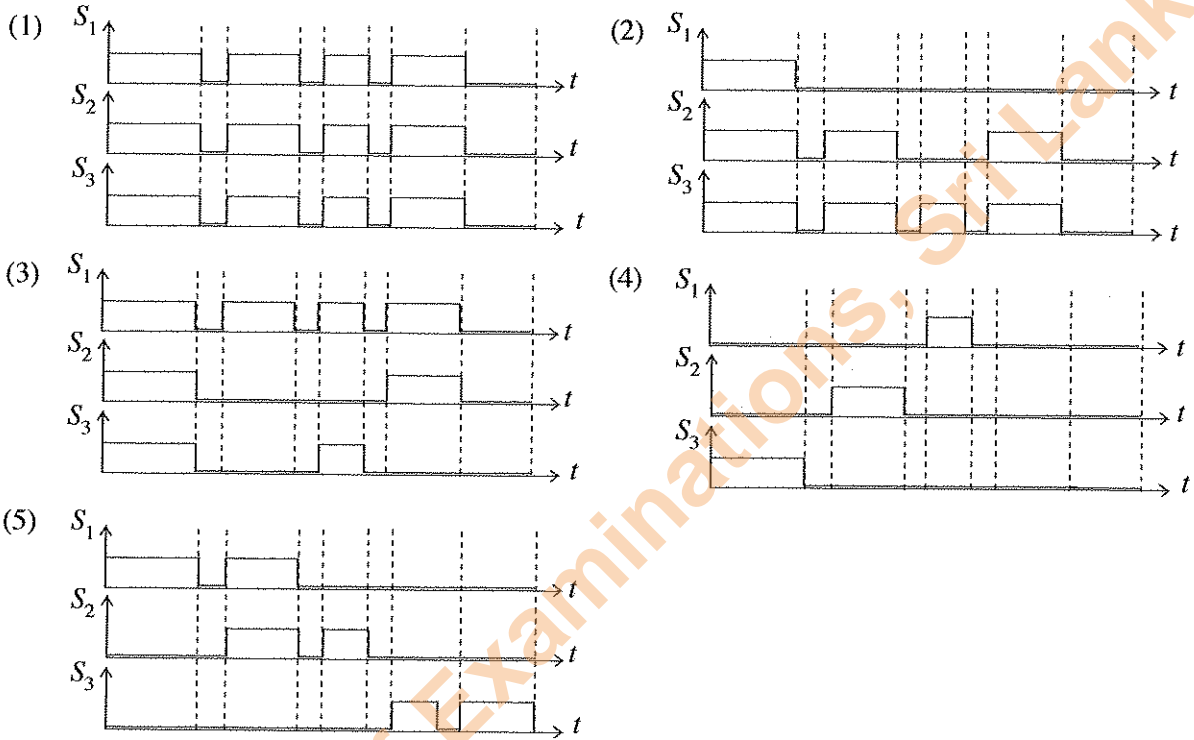 (1) S1 t
S2 t
S3 t
(2) S1 t
S2 t
S3 t
(3) S1 t
S2 t
S3 t
(4) S1 t
S2 t
S3 t
(5) S1 t
S2 t
S3 t
Examinations, Sri Lank